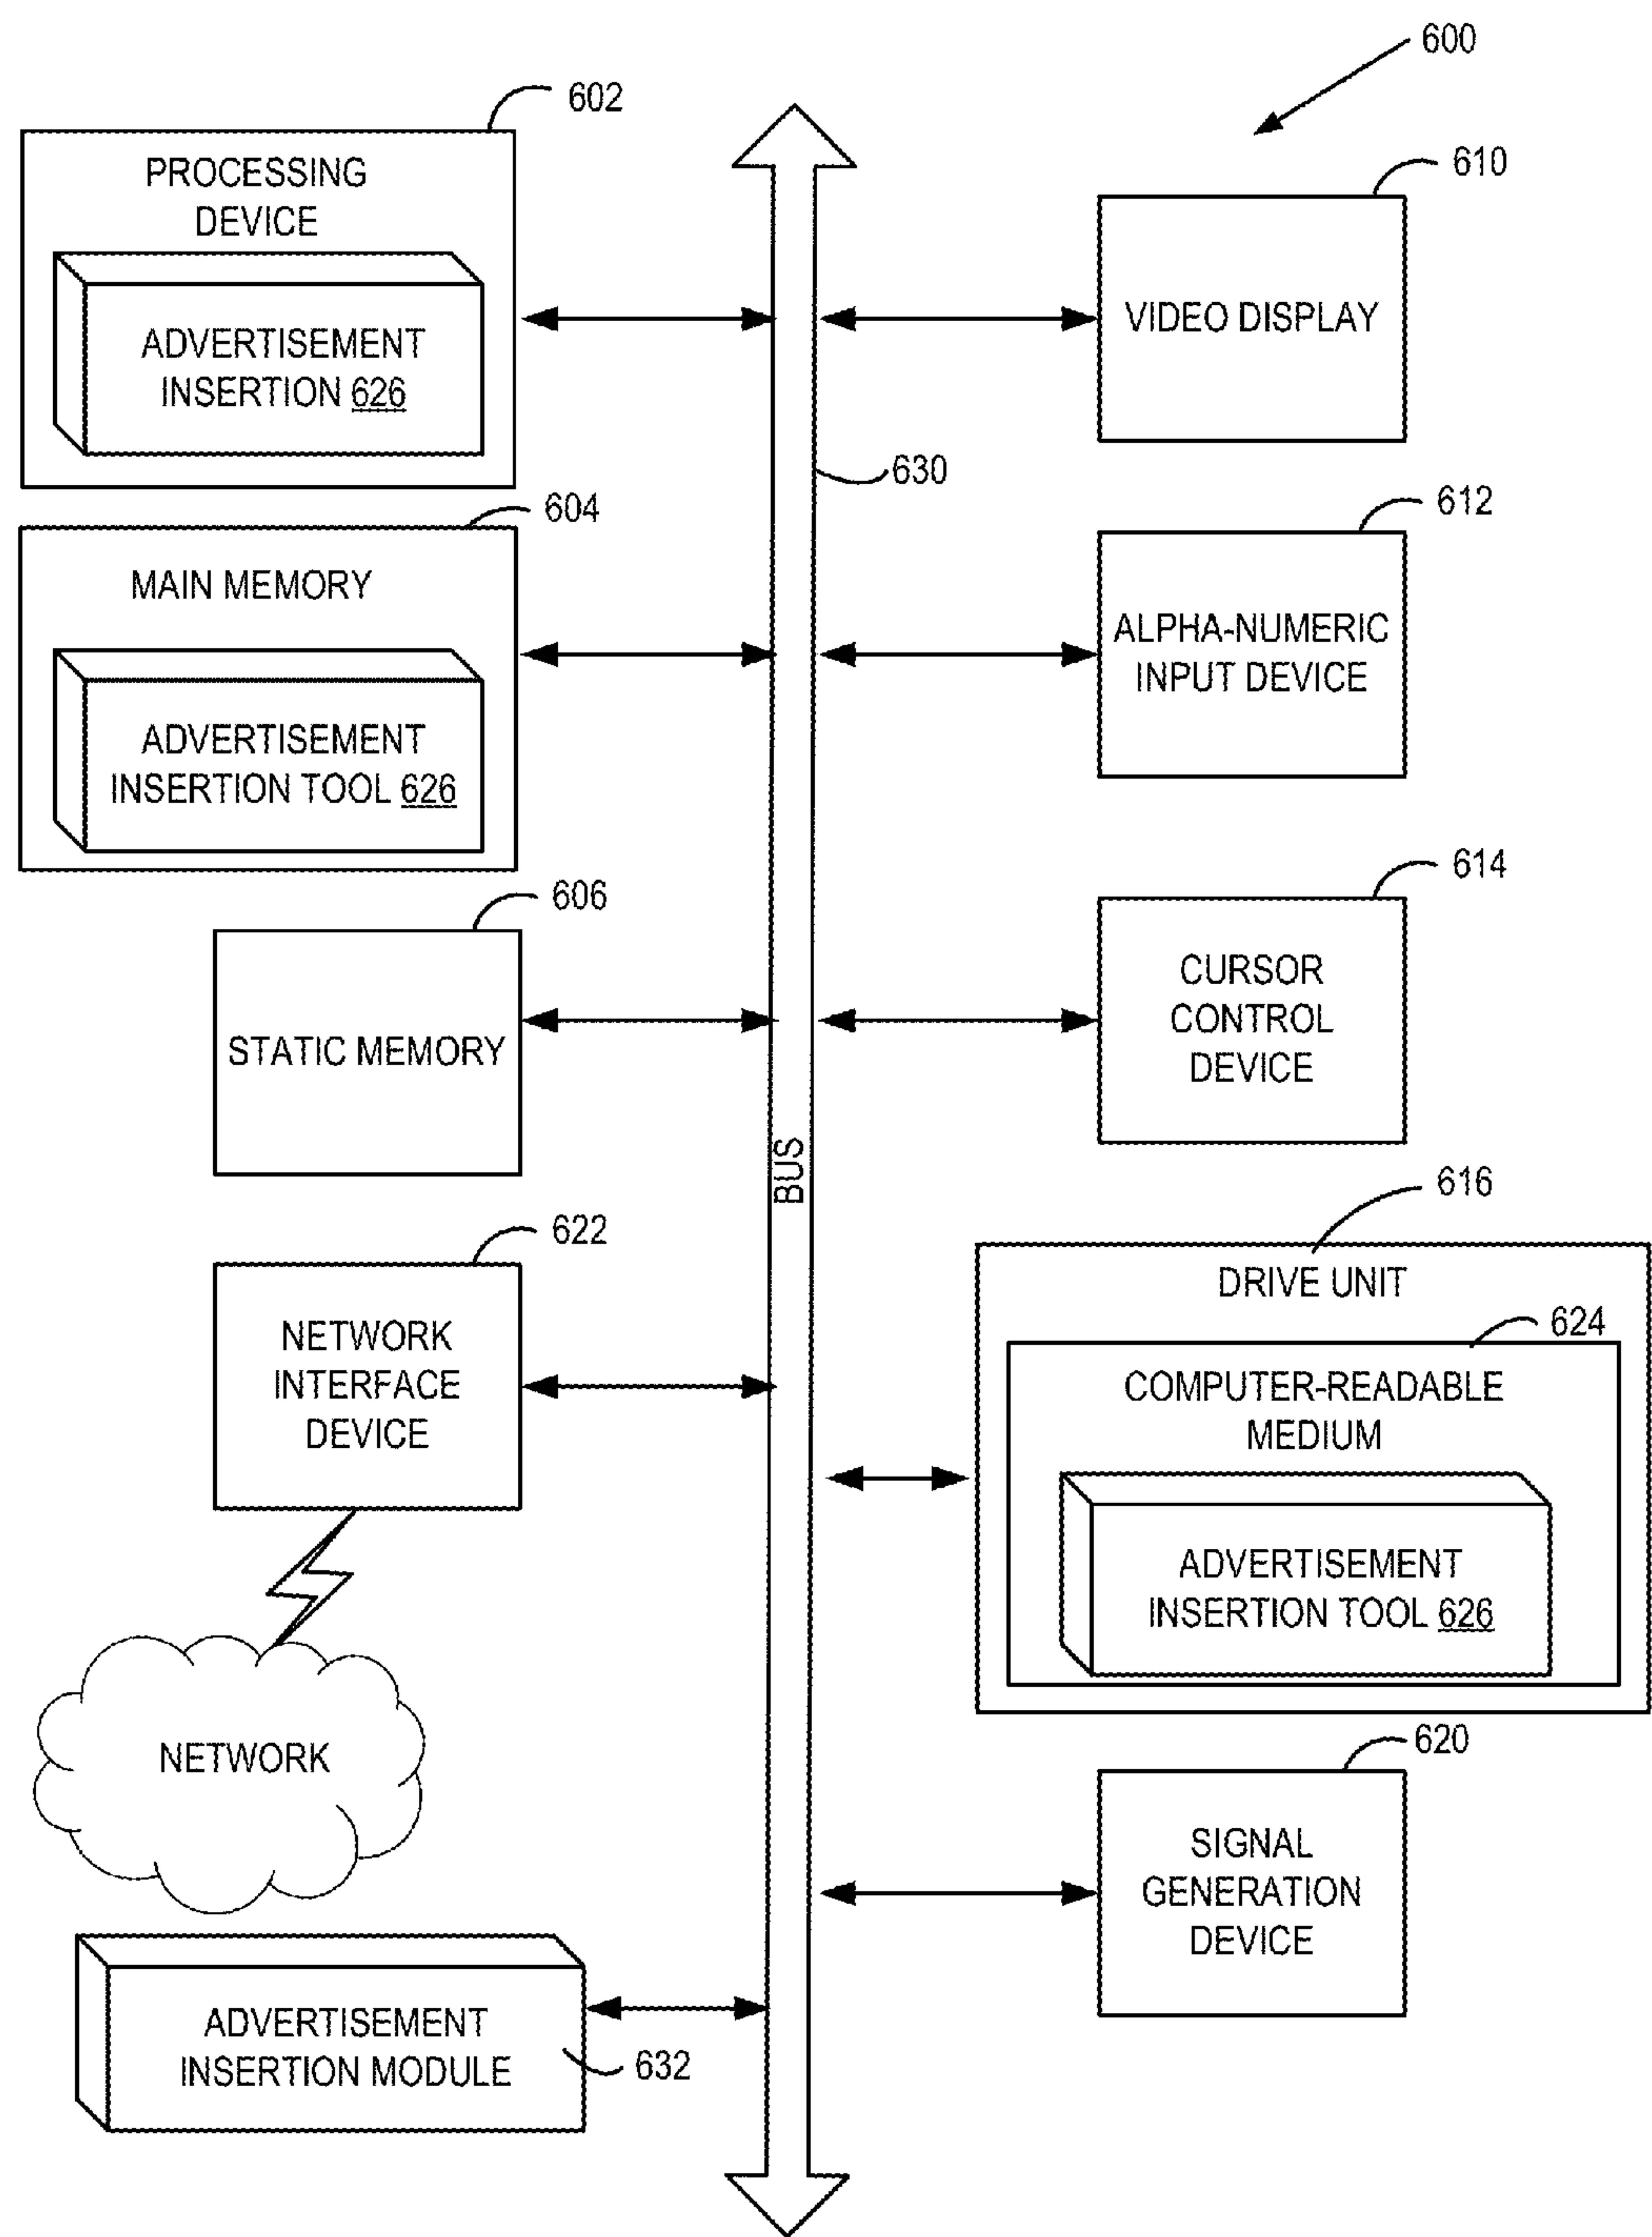 600
602
PROCESSING
DEVICE
ADVERTISEMENT
INSERTION 626
610
VIDEO DISPLAY
630
604
MAIN MEMORY
ADVERTISEMENT
INSERTION TOOL 626
612
ALPHA-NUMERIC
INPUT DEVICE
606
STATIC MEMORY
614
CURSOR
CONTROL
DEVICE
BUS
622
NETWORK
INTERFACE
DEVICE
616
DRIVE UNIT
624
COMPUTER-READABLE
MEDIUM
ADVERTISEMENT
INSERTION TOOL 626
NETWORK
620
SIGNAL
GENERATION
DEVICE
ADVERTISEMENT
INSERTION MODULE
632